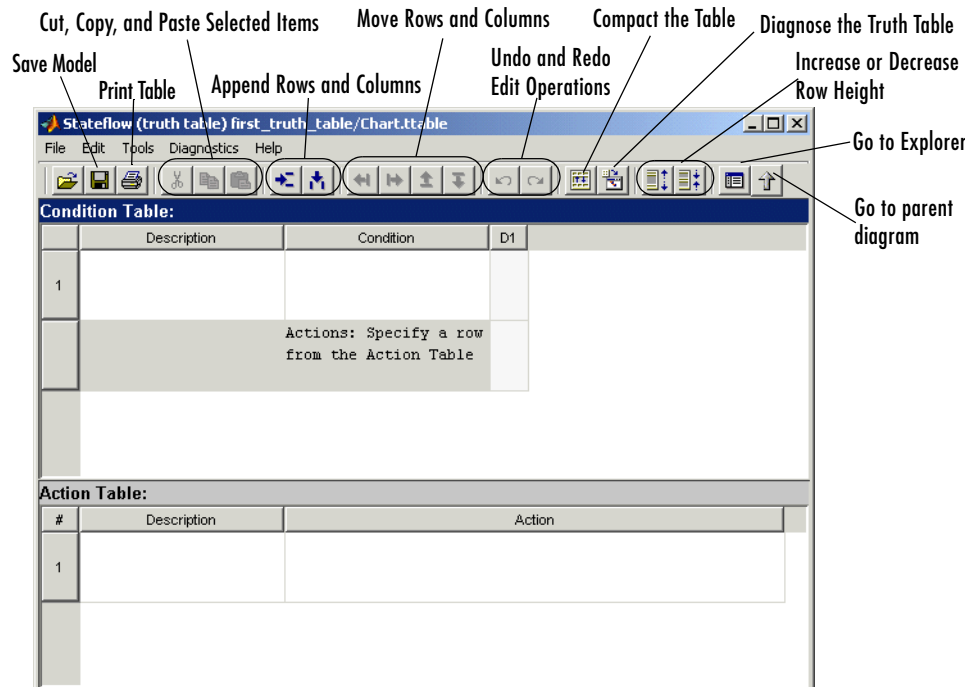 Cut, Copy, and Paste Selected Items
Move Rows and Columns
Compact the Table
Diagnose the Truth Table
Save Model
Print Table
Append Rows and Columns
Undo and Redo
Edit Operations
Increase or Decrease
Row Height
Go to Explorer
Go to parent
diagram
Stateflow (truth table) first_truth_table/Chart.ttable
File Edit Tools Diagnostics Help
Condition Table:
Description Condition D1
1
Actions: Specify a row
from the Action Table
Action Table:
# Description Action
1